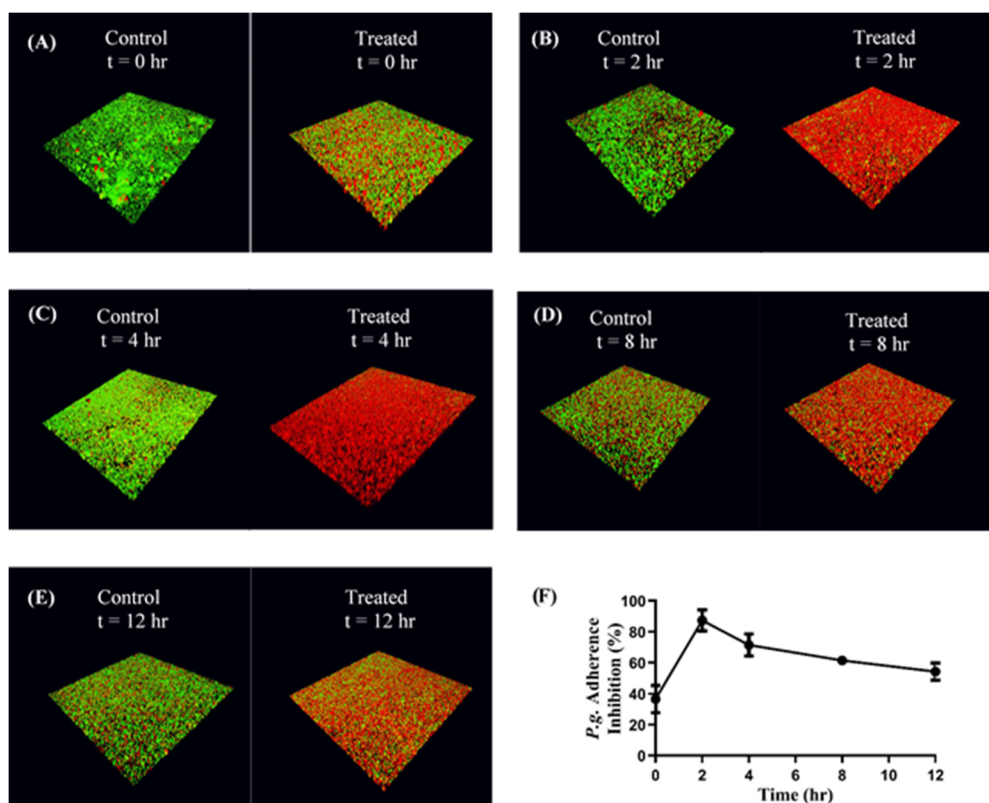 (A)
Control
t = 0 hr
Treated
t = 0 hr
(B)
Control
t = 2 hr
Treated
t = 2 hr
(C)
Control
t = 4 hr
Treated
t = 4 hr
(D)
Control
t = 8 hr
Treated
t = 8 hr
(E)
Control
t = 12 hr
Treated
t = 12 hr
(F)
P.g. Adherence
Inhibition (%)
100
80
60
40
20
0
0 2 4 6 8 10 12
Time (hr)